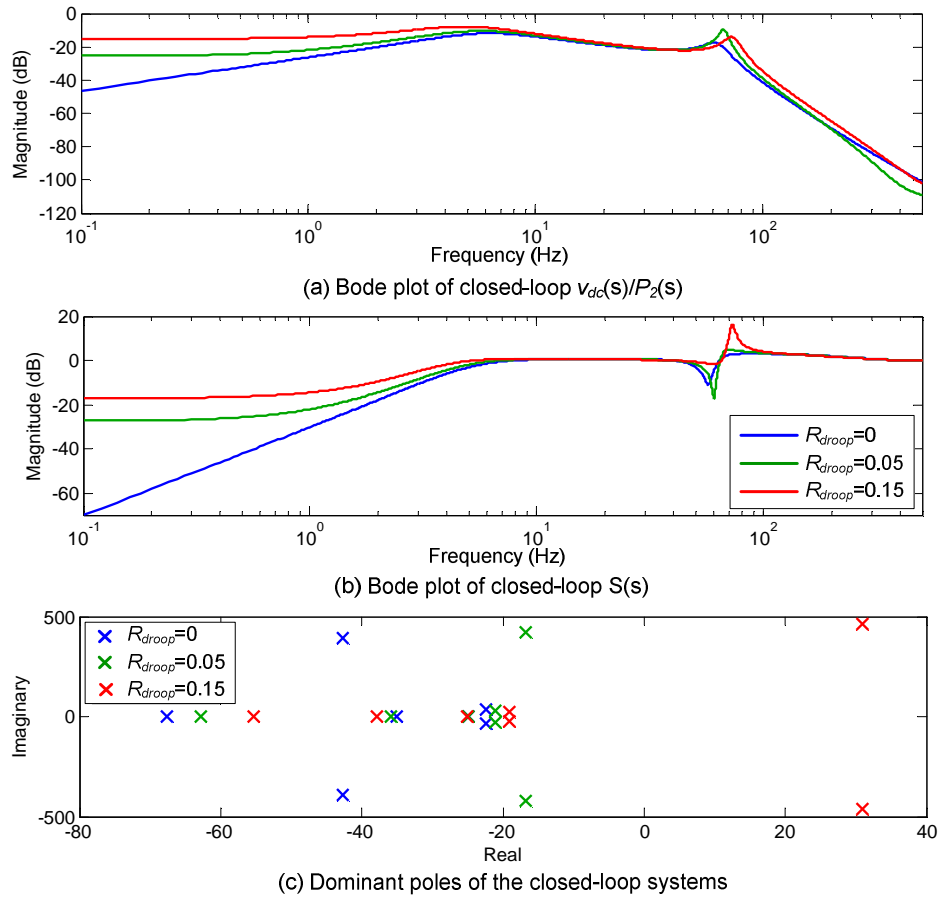 0
-20
-40
-60
-80
-100
-120
Magnitude (dB)
10^-1 10^0 10^1 10^2
Frequency (Hz)
(a) Bode plot of closed-loop v_dc(s)/P_2(s)
20
0
-20
-40
-60
Magnitude (dB)
R_droop=0
R_droop=0.05
R_droop=0.15
10^-1 10^0 10^1 10^2
Frequency (Hz)
(b) Bode plot of closed-loop S(s)
500
0
-500
Imaginary
R_droop=0
R_droop=0.05
R_droop=0.15
-80 -60 -40 -20 0 20 40
Real
(c) Dominant poles of the closed-loop systems